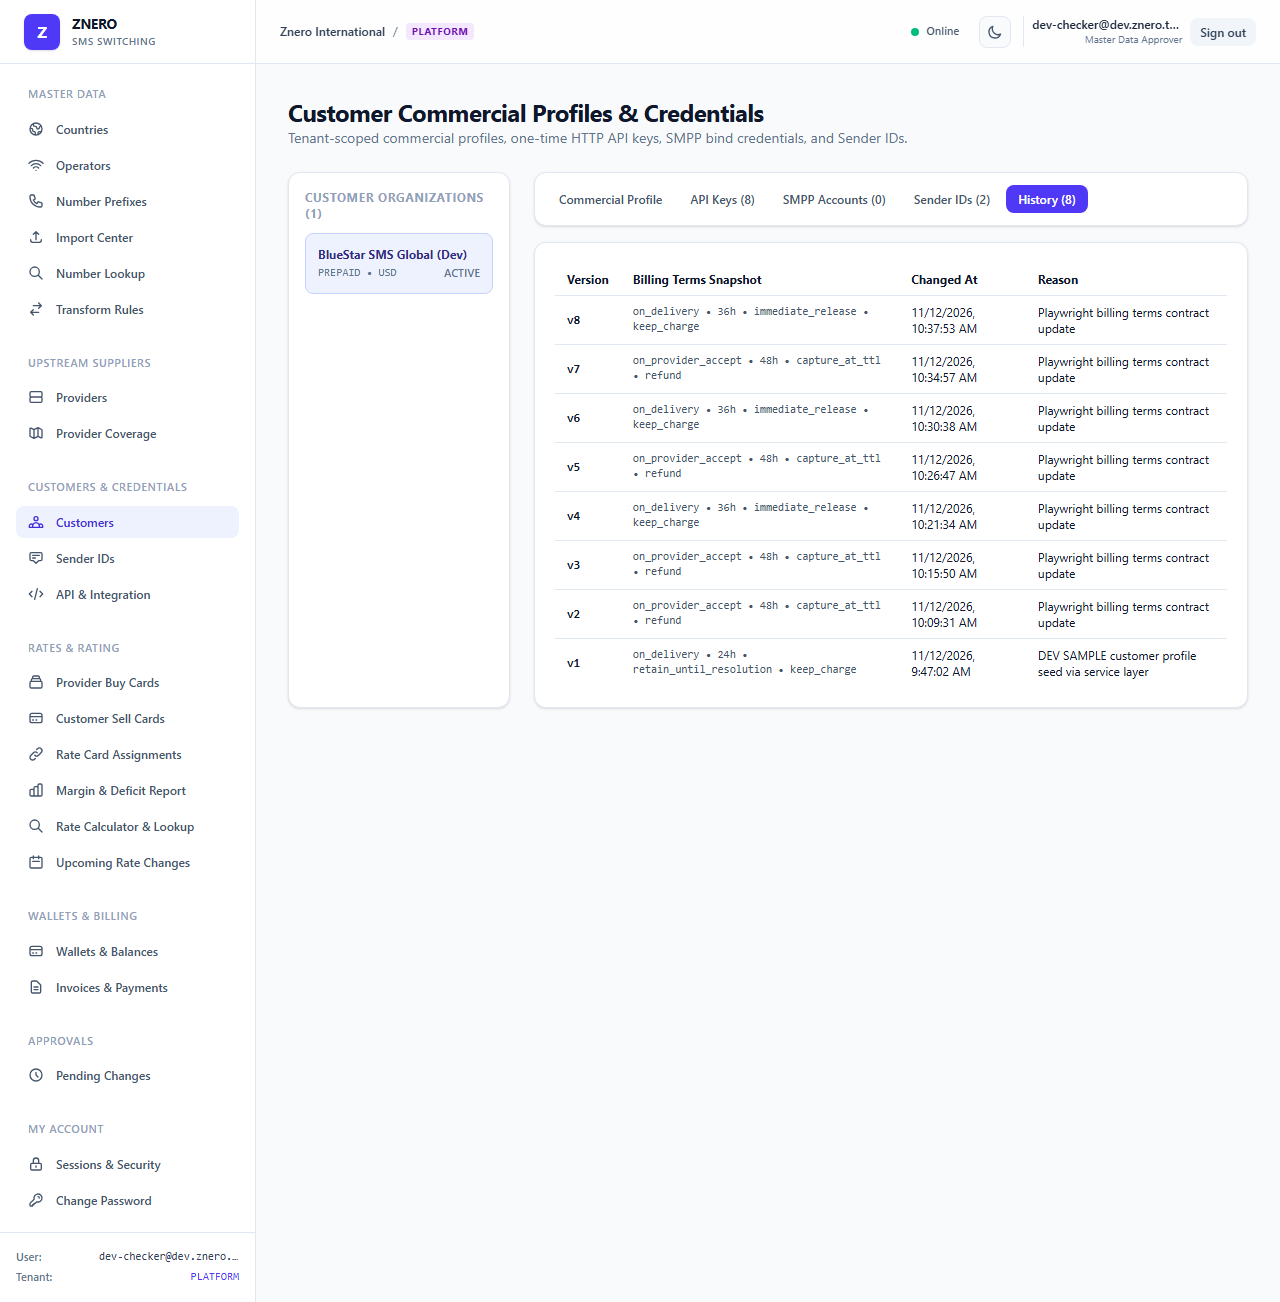 Z
ZNERO
SMS SWITCHING
Znero International / PLATFORM
Online
dev-checker@dev.znero.t...
Master Data Approver
Sign out
MASTER DATA
Countries
Operators
Number Prefixes
Import Center
Number Lookup
Transform Rules
UPSTREAM SUPPLIERS
Providers
Provider Coverage
CUSTOMERS & CREDENTIALS
Customers
Sender IDs
API & Integration
RATES & RATING
Provider Buy Cards
Customer Sell Cards
Rate Card Assignments
Margin & Deficit Report
Rate Calculator & Lookup
Upcoming Rate Changes
WALLETS & BILLING
Wallets & Balances
Invoices & Payments
APPROVALS
Pending Changes
MY ACCOUNT
Sessions & Security
Change Password
User: dev-checker@dev.znero.…
Tenant: PLATFORM
Customer Commercial Profiles & Credentials
Tenant-scoped commercial profiles, one-time HTTP API keys, SMPP bind credentials, and Sender IDs.
CUSTOMER ORGANIZATIONS
(1)
BlueStar SMS Global (Dev)
PREPAID • USD ACTIVE
Commercial Profile API Keys (8) SMPP Accounts (0) Sender IDs (2) History (8)
Version Billing Terms Snapshot Changed At Reason
v8
on_delivery • 36h • immediate_release •
keep_charge
11/12/2026,
10:37:53 AM
Playwright billing terms contract
update
v7
on_provider_accept • 48h • capture_at_ttl
• refund
11/12/2026,
10:34:57 AM
Playwright billing terms contract
update
v6
on_delivery • 36h • immediate_release •
keep_charge
11/12/2026,
10:30:38 AM
Playwright billing terms contract
update
v5
on_provider_accept • 48h • capture_at_ttl
• refund
11/12/2026,
10:26:47 AM
Playwright billing terms contract
update
v4
on_delivery • 36h • immediate_release •
keep_charge
11/12/2026,
10:21:34 AM
Playwright billing terms contract
update
v3
on_provider_accept • 48h • capture_at_ttl
• refund
11/12/2026,
10:15:50 AM
Playwright billing terms contract
update
v2
on_provider_accept • 48h • capture_at_ttl
• refund
11/12/2026,
10:09:31 AM
Playwright billing terms contract
update
v1
on_delivery • 24h •
retain_until_resolution • keep_charge
11/12/2026,
9:47:02 AM
DEV SAMPLE customer profile
seed via service layer